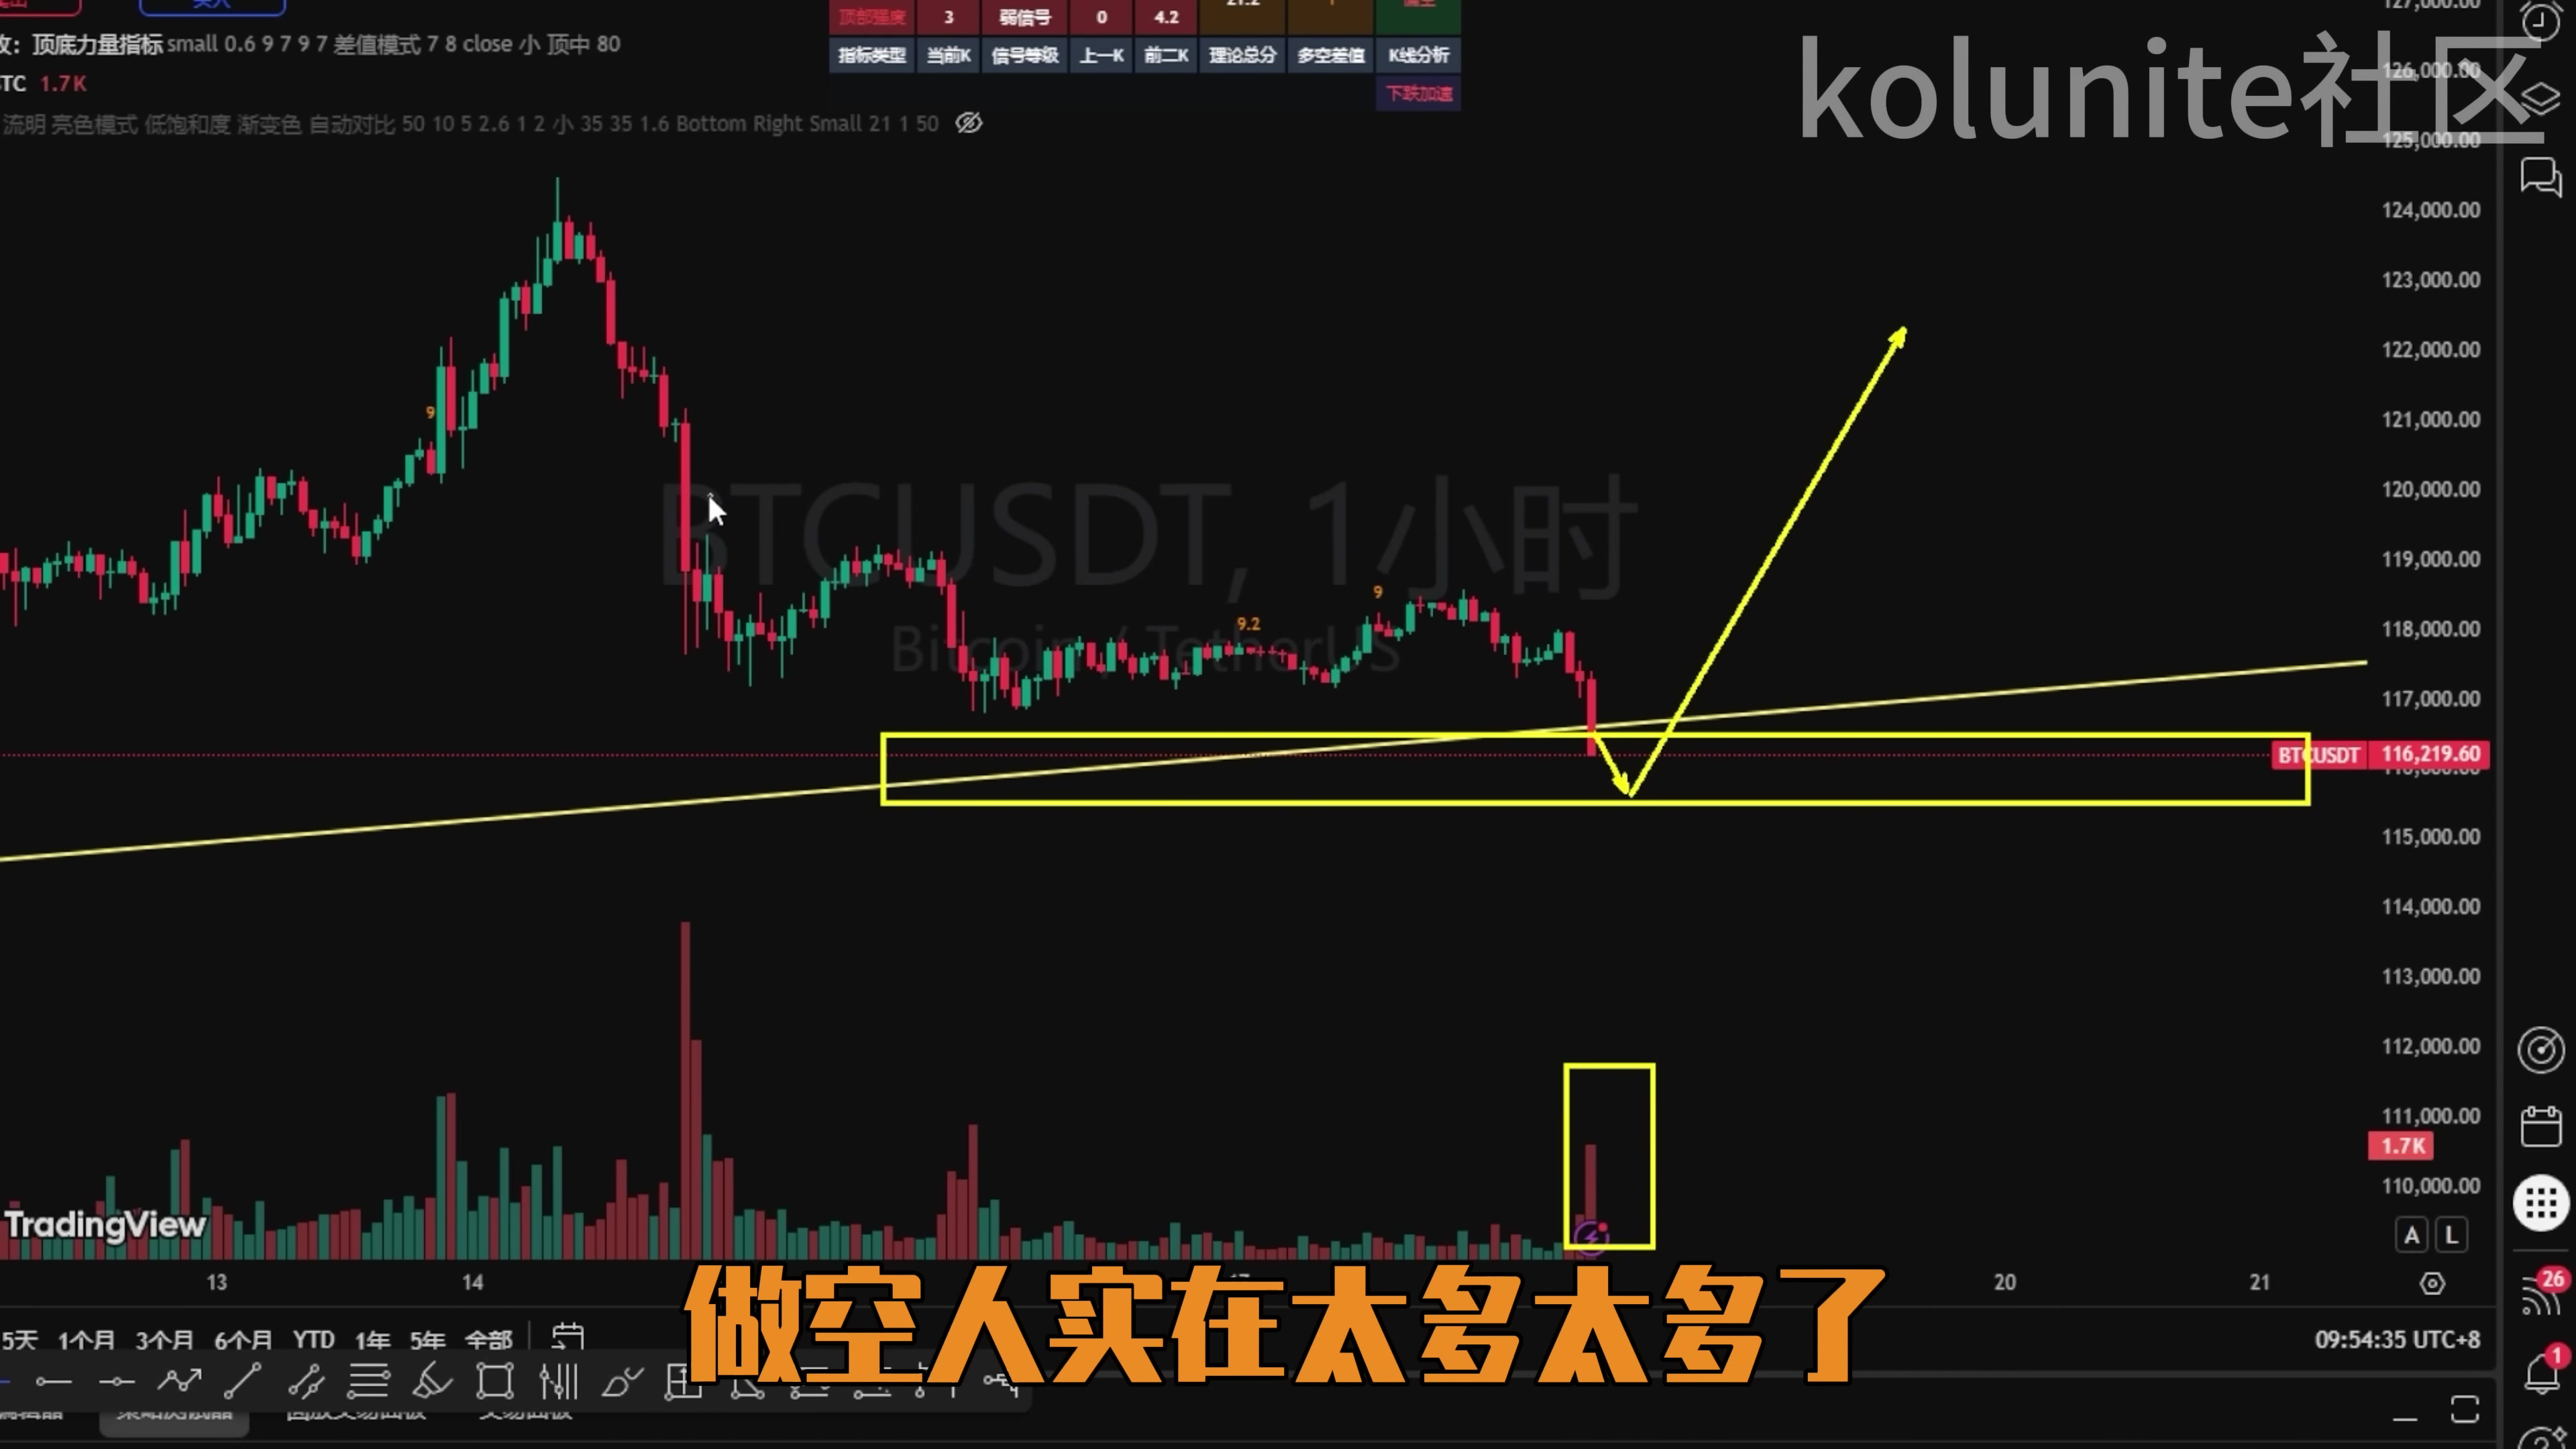 买入
顶部强度 3 弱信号 0 4.2
指标类型 当前K 信号等级 上一K 前二K 理论总分 多空差值 K线分析
下跌加速
顶底力量指标 small 0.6 9 7 9 7 差值模式 7 8 close 小 顶中 80
TC 1.7K
流明 亮色模式 低饱和度 渐变色 自动对比 50 10 5 2.6 1 2 小 35 35 1.6 Bottom Right Small 21 1 50
kolunite社区
127,000.00
126,000.00
125,000.00
124,000.00
123,000.00
122,000.00
121,000.00
120,000.00
119,000.00
118,000.00
117,000.00
BTCUSDT 116,219.60
115,000.00
114,000.00
113,000.00
112,000.00
111,000.00
1.7K
110,000.00
A L
9
9.2
9
BTCUSDT, 1小时
Bitcoin / TetherUS
TradingView
13 14 17 20 21
做空人实在太多太多了
5天 1个月 3个月 6个月 YTD 1年 5年 全部
09:54:35 UTC+8
26
1